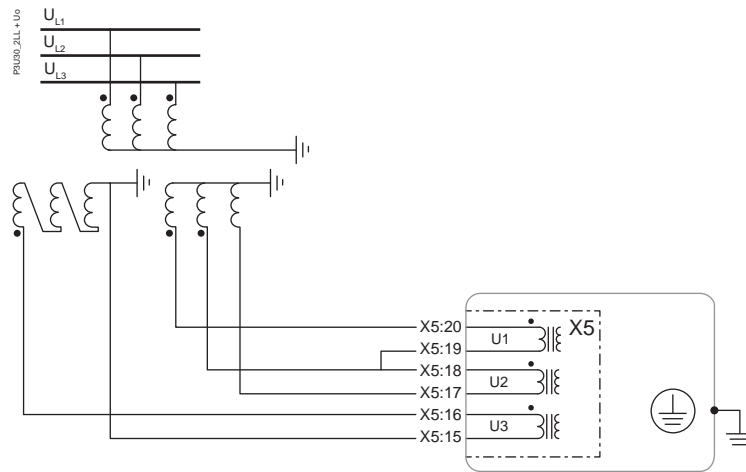 P3U30_2LL + Uo
UL1
UL2
UL3
X5:20
X5:19
X5:18
X5:17
X5:16
X5:15
U1
U2
U3
X5